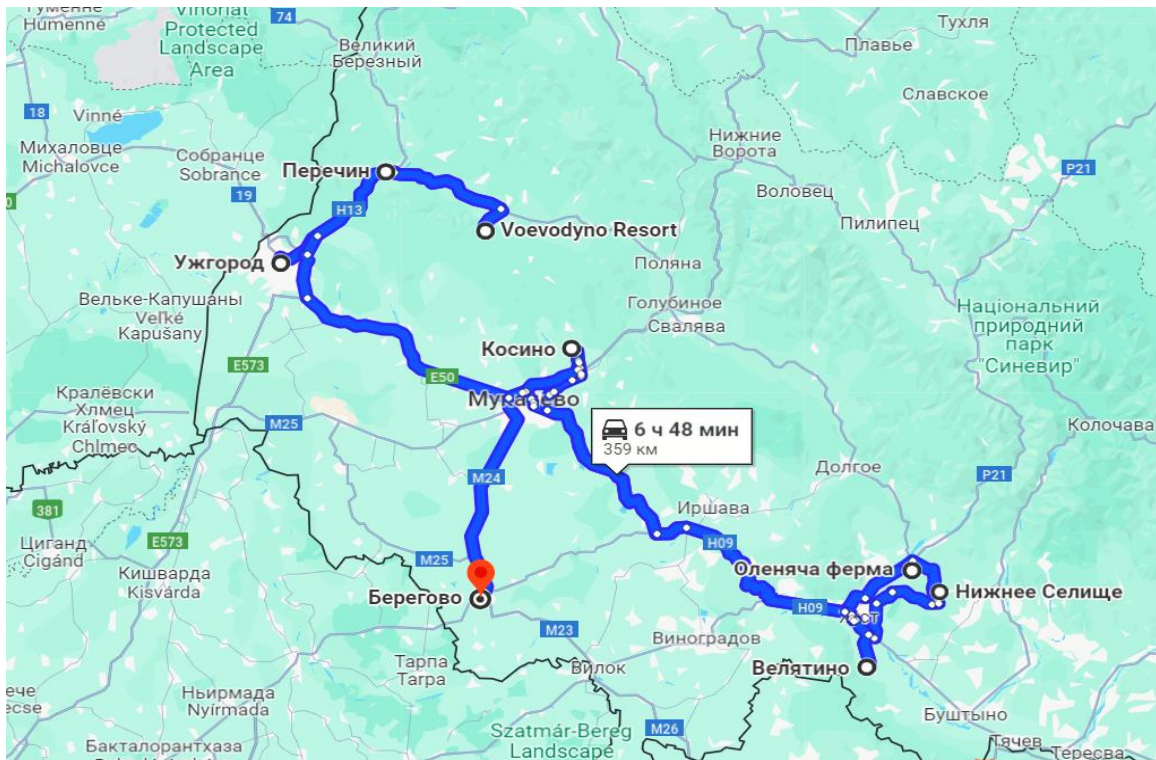 Гуменне
Humenné
Vihorlat
Protected
Landscape
Area
74
Великий
Березный
Плавье
Тухля
Славское
18
Vinné
Михаловце
Michalovce
Собранце
Sobrance
19
Перечин
H13
Нижние
Ворота
Воловец
P21
Пилипец
Voevodyno Resort
Ужгород
Поляна
Вельке-Капушаны
Veľké
Kapušany
Голубиное
Свалява
Національний
природний
парк
"Синевир"
Косино
E573
E50
Мукачево
Кралёвски
Хлмец
Kráľovský
Chlmec
M25
6 ч 48 мин
359 км
Колочава
Долгое
P21
M24
381
Циганд
Cigánd
E573
Иршава
H09
M25
Кишварда
Kisvárda
Оленяча ферма
Берегово
Нижнее Селище
H09
Хуст
M23
Виноградов
Велятино
Тарпа
Tarpa
Вилок
Ньирмада
Nyírmada
Буштыно
Szatmár-Bereg
Landscape
M26
Тячев
Тересва
Бакталорантхаза